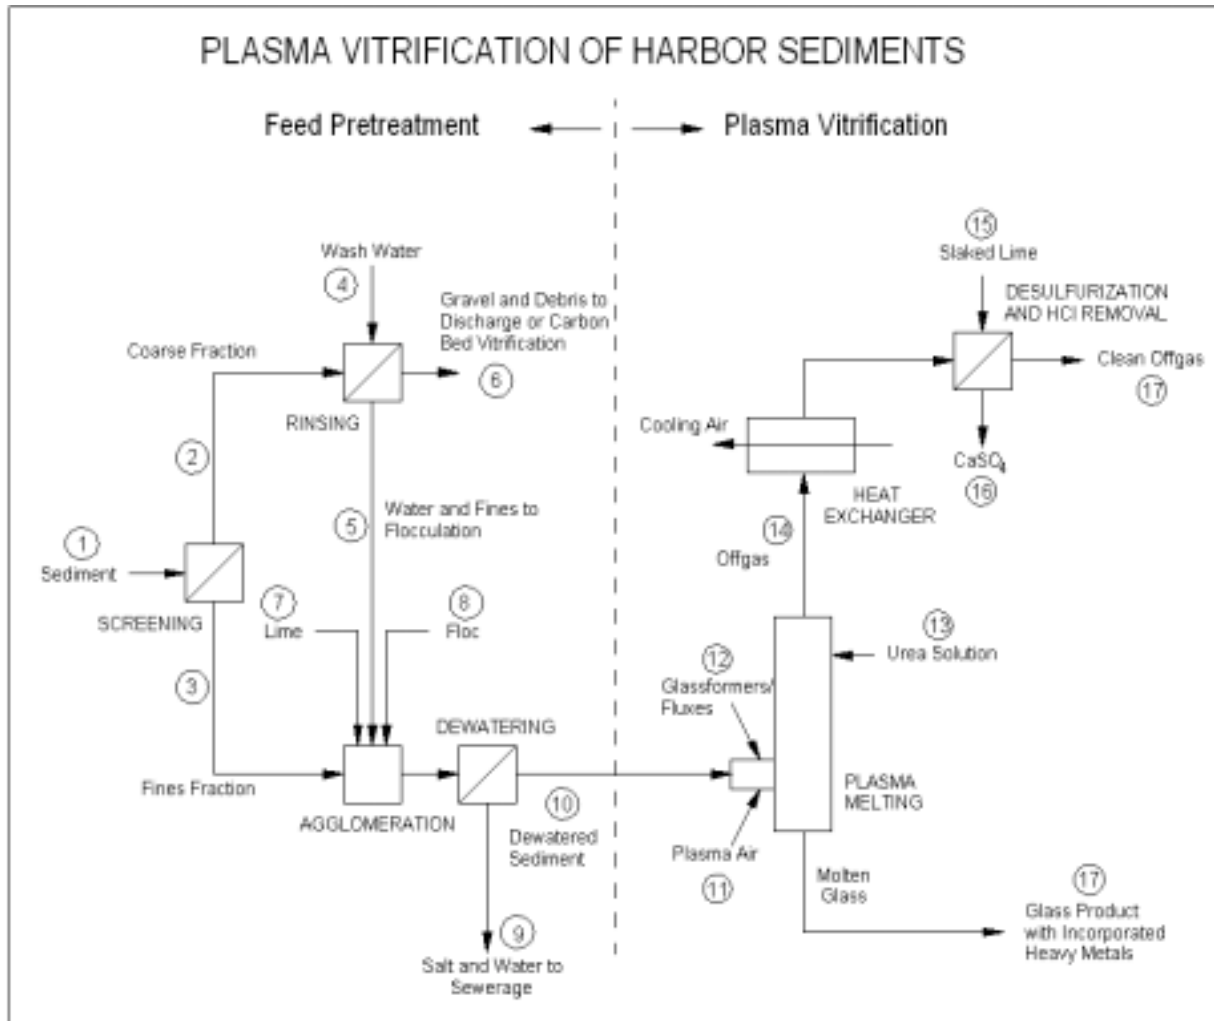 PLASMA VITRIFICATION OF HARBOR SEDIMENTS
Feed Pretreatment
Plasma Vitrification
Wash Water
4
Gravel and Debris to
Discharge or Carbon
Bed Vitrification
6
Coarse Fraction
RINSING
2
5
Water and Fines to
Flocculation
1
Sediment
SCREENING
7
Lime
8
Floc
3
Fines Fraction
AGGLOMERATION
DEWATERING
10
Dewatered
Sediment
9
Salt and Water to
Sewerage
15
Slaked Lime
DESULFURIZATION
AND HCl REMOVAL
Clean Offgas
17
CaSO4
16
Cooling Air
HEAT
EXCHANGER
14
Offgas
13
Urea Solution
12
Glassformers/
Fluxes
PLASMA
MELTING
Plasma Air
11
Molten
Glass
17
Glass Product
with Incorporated
Heavy Metals